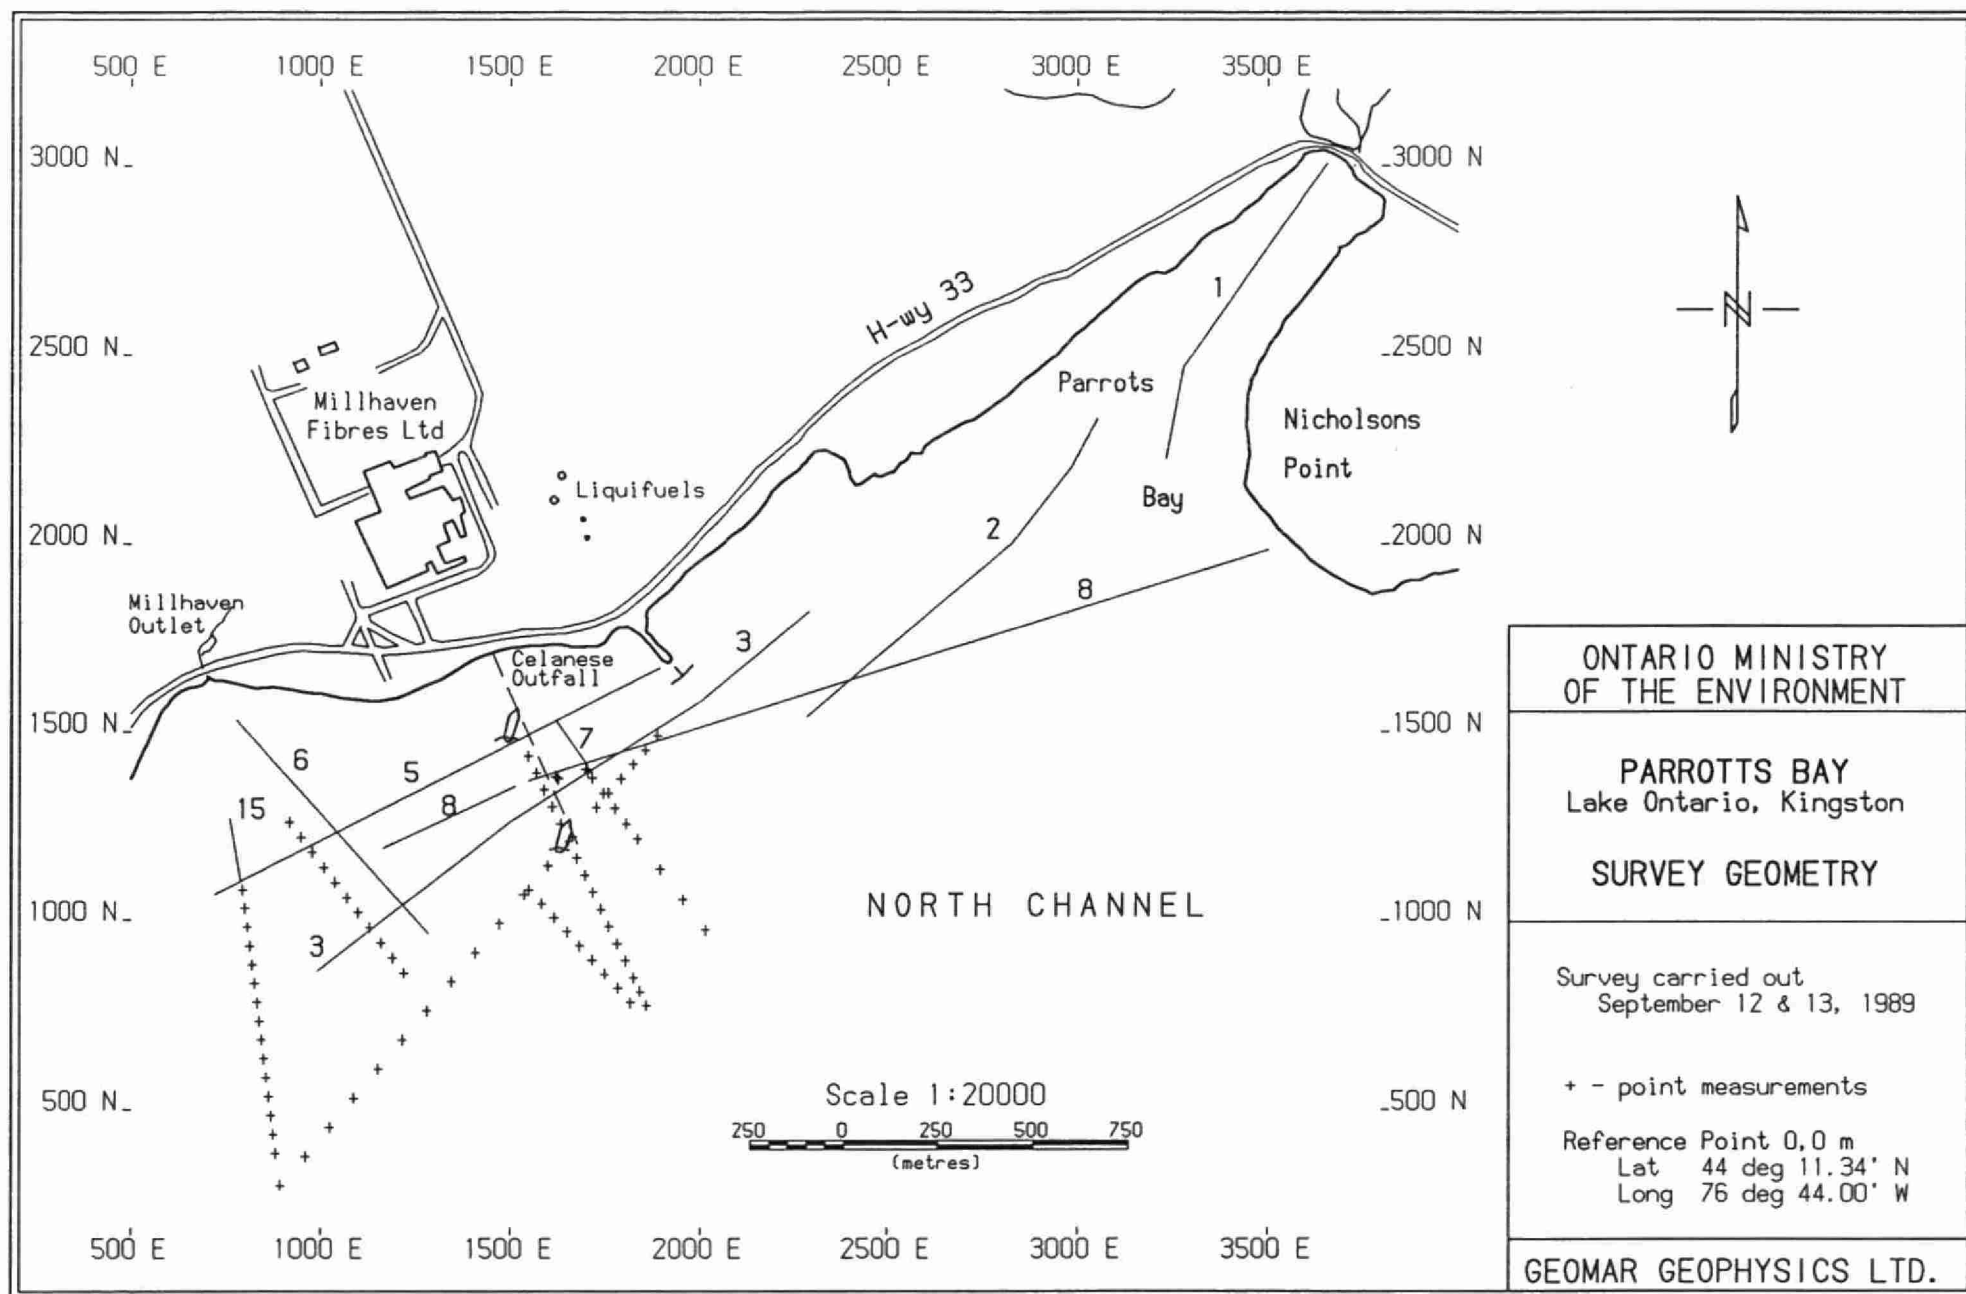 500 E 1000 E 1500 E 2000 E 2500 E 3000 E 3500 E
3000 N
3000 N
1
H-wy 33
N
2500 N
2500 N
Parrots
Millhaven
Fibres Ltd
Nicholsons
Point
Liquifuels
Bay
2000 N
2
2000 N
8
Millhaven
Outlet
3
Celanese
Outfall
1500 N
1500 N
7
6
5
8
15
1000 N
NORTH CHANNEL
1000 N
3
500 N
500 N
Scale 1:20000
250 0 250 500 750
(metres)
500 E 1000 E 1500 E 2000 E 2500 E 3000 E 3500 E
ONTARIO MINISTRY
OF THE ENVIRONMENT
PARROTTS BAY
Lake Ontario, Kingston
SURVEY GEOMETRY
Survey carried out
September 12 & 13, 1989
+ - point measurements
Reference Point 0,0 m
Lat 44 deg 11.34' N
Long 76 deg 44.00' W
GEOMAR GEOPHYSICS LTD.